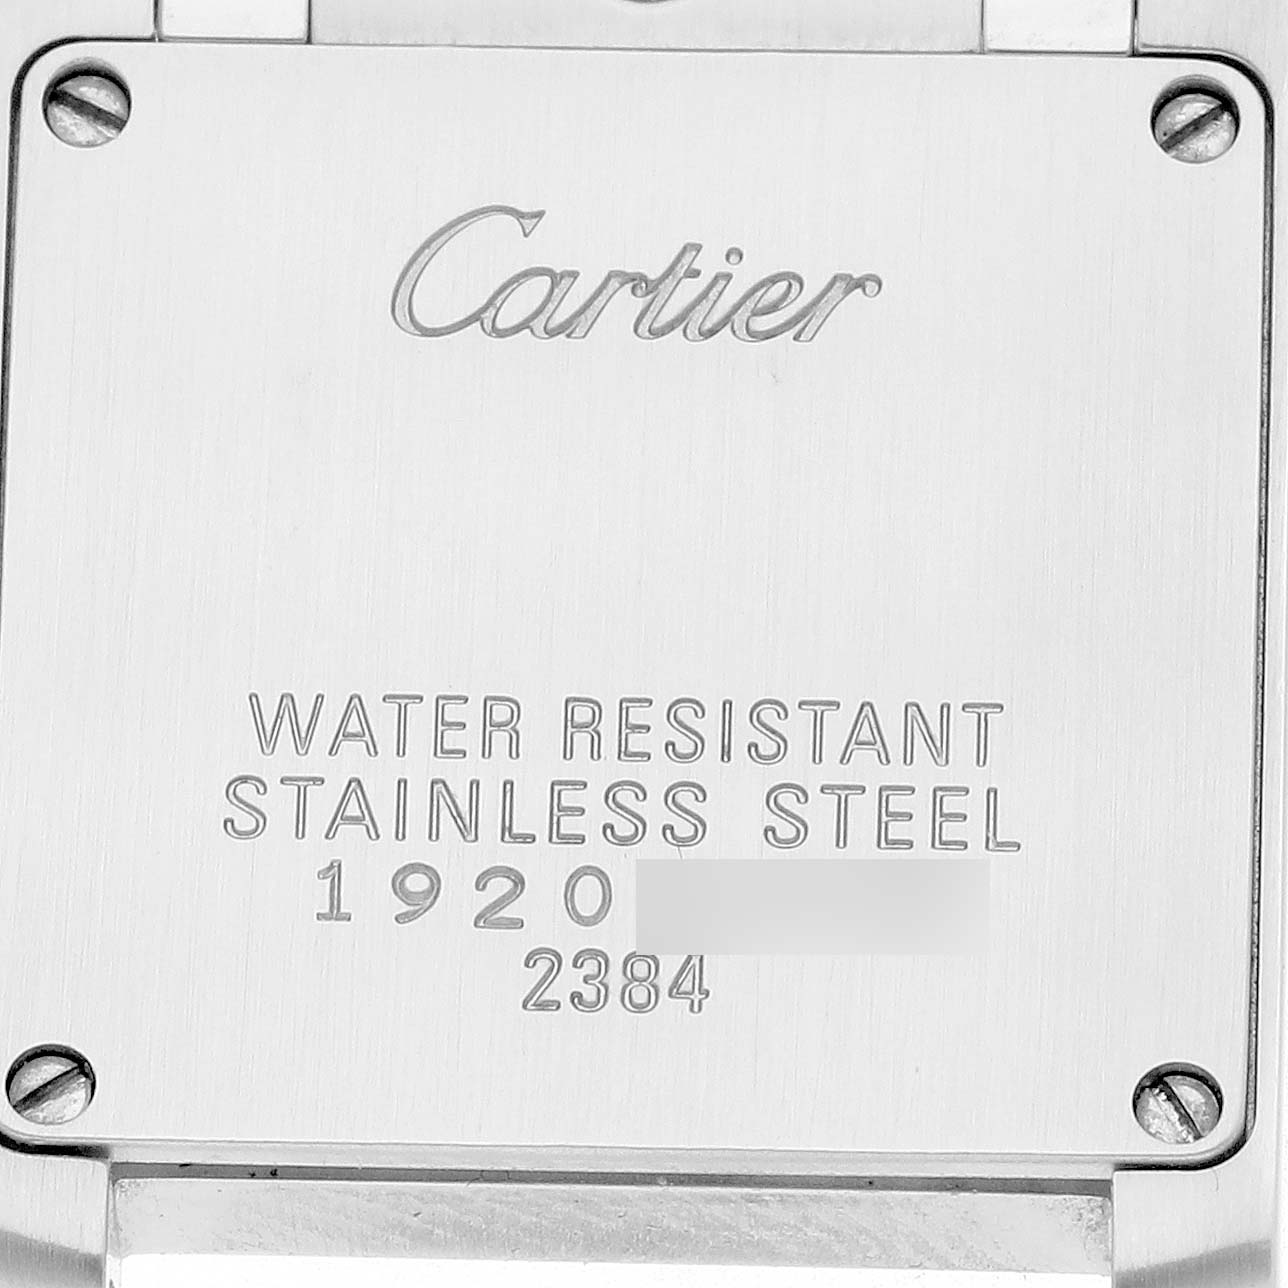 Cartier
WATER RESISTANT
STAINLESS STEEL
1920
2384